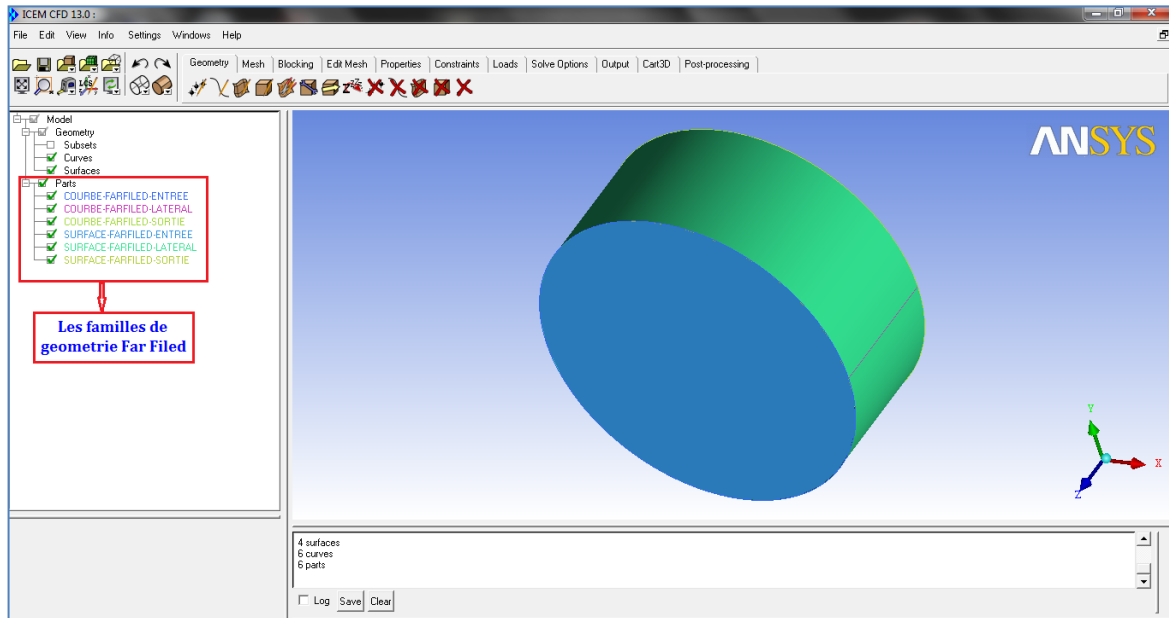 ICEM CFD 13.0 :
File Edit View Info Settings Windows Help
Geometry Mesh Blocking Edit Mesh Properties Constraints Loads Solve Options Output Cart3D Post-processing
Model
Geometry
Subsets
Curves
Surfaces
Parts
COURBE-FARFILED-ENTREE
COURBE-FARFILED-LATERAL
COURBE-FARFILED-SORTIE
SURFACE-FARFILED-ENTREE
SURFACE-FARFILED-LATERAL
SURFACE-FARFILED-SORTIE
Les familles de
geometrie Far Filed
ANSYS
Y
X
Z
4 surfaces
6 curves
6 parts
Log Save Clear